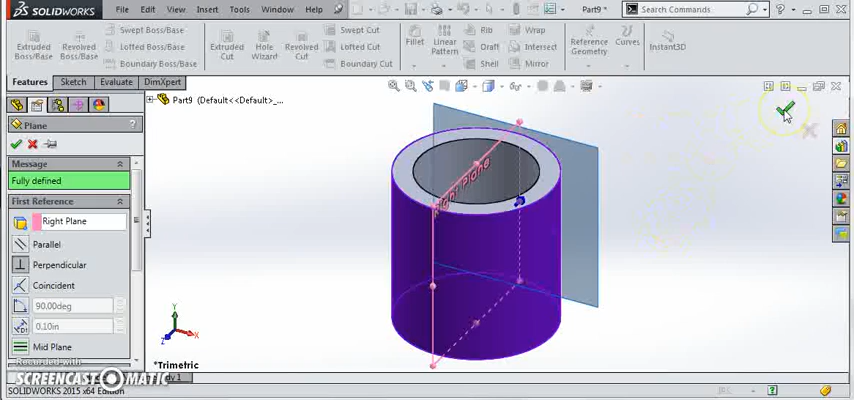 SOLIDWORKS File Edit View Insert Tools Window Help Part9 * Search Commands
Extruded Boss/Base Revolved Boss/Base Swept Boss/Base Lofted Boss/Base Boundary Boss/Base Extruded Cut Hole Wizard Revolved Cut Swept Cut Lofted Cut Boundary Cut Fillet Linear Pattern Rib Draft Shell Wrap Intersect Mirror Reference Geometry Curves Instant3D
Features Sketch Evaluate DimXpert
Part9 (Default<<Default>_...
Plane
Message
Fully defined
First Reference
Right Plane
Parallel
Perpendicular
Coincident
90.00deg
0.10in
Mid Plane
Right Plane
Y
X
Z
*Trimetric
Recorded with
SCREENCAST MATIC
SOLIDWORKS 2015 x64 Edition